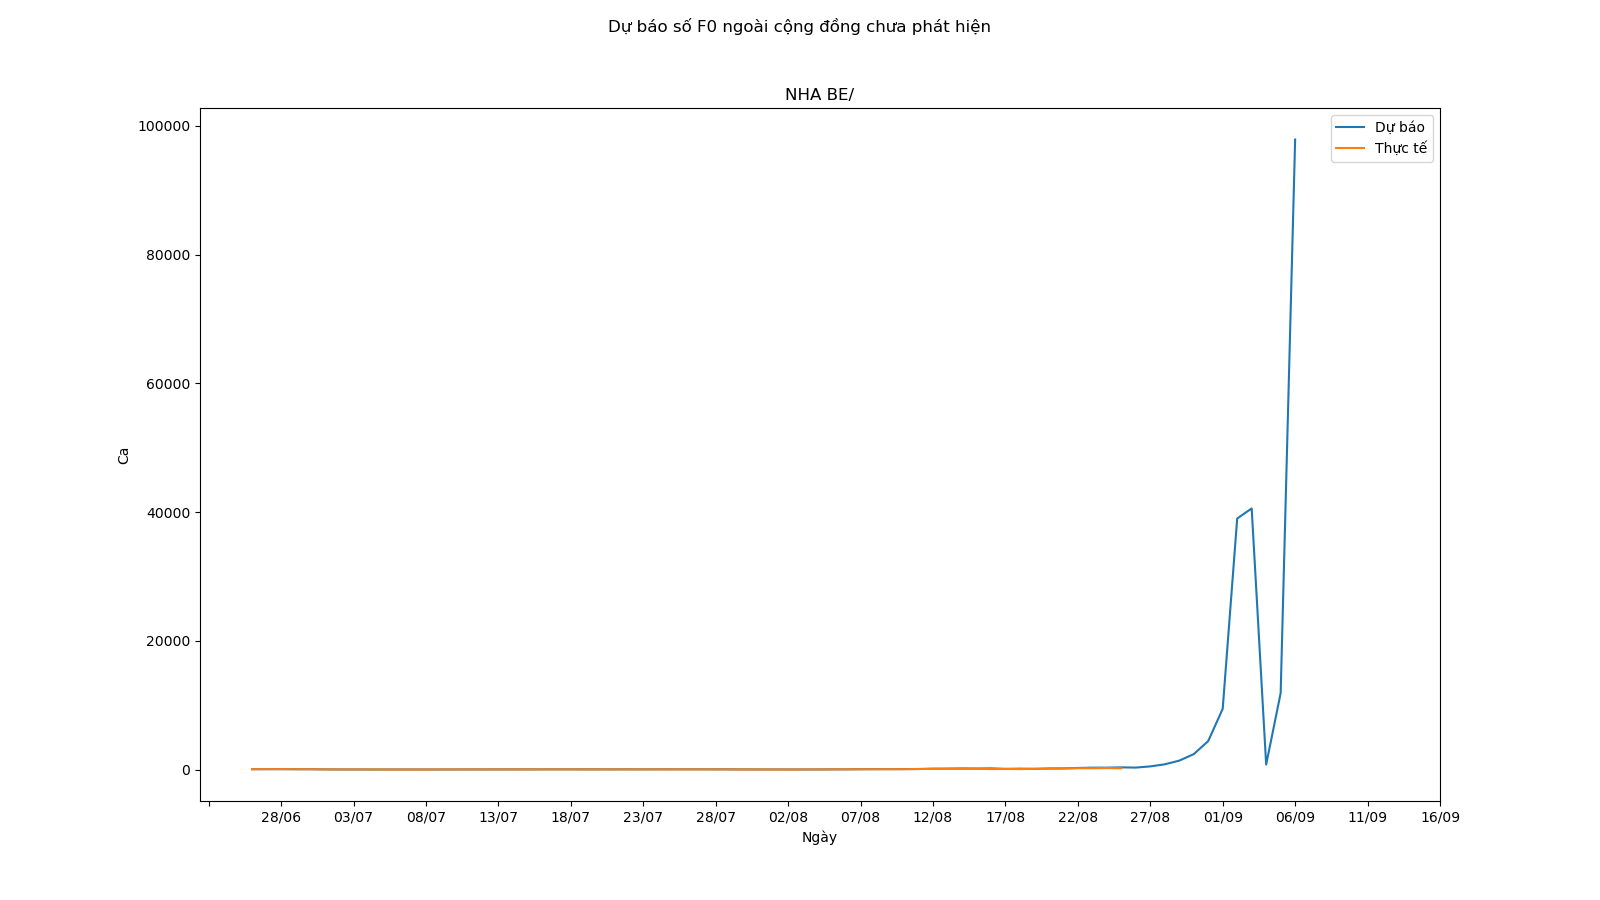 Dự báo số F0 ngoài cộng đồng chưa phát hiện
NHA BE/
Dự báo
Thực tế
100000
80000
60000
40000
20000
0
Ca
28/06 03/07 08/07 13/07 18/07 23/07 28/07 02/08 07/08 12/08 17/08 22/08 27/08 01/09 06/09 11/09 16/09
Ngày